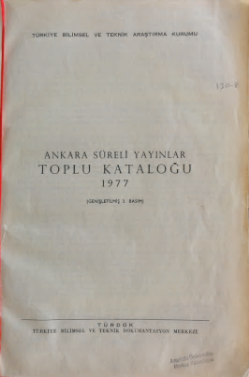 TÜRKİYE BİLİMSEL VE TEKNİK ARAŞTIRMA KURUMU
ANKARA SÜRELİ YAYINLAR
TOPLU KATALOĞU
1977
(GENİŞLETİLMİŞ 2. BASIM)
TÜRDOK
TÜRKİYE BİLİMSEL VE TEKNİK DOKÜMANTASYON MERKEZİ